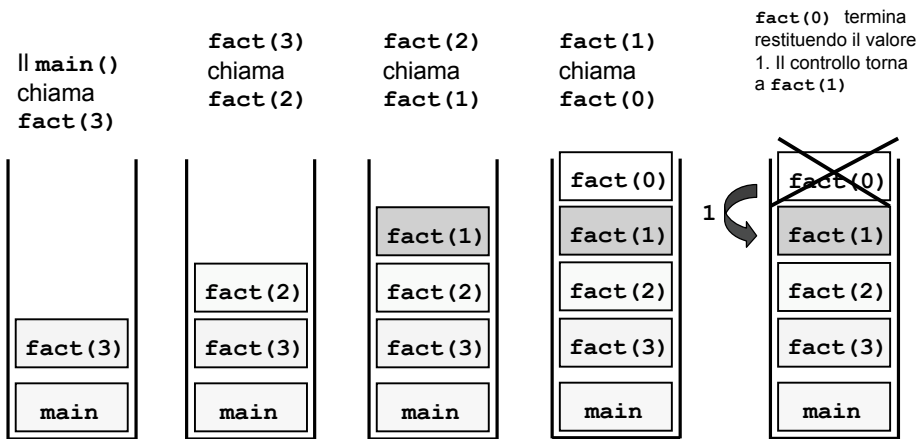 Il main()
chiama
fact(3)
fact(3)
chiama
fact(2)
fact(2)
chiama
fact(1)
fact(1)
chiama
fact(0)
fact(0) termina
restituendo il valore
1. Il controllo torna
a fact(1)
fact(3)
main
fact(2)
fact(3)
main
fact(1)
fact(2)
fact(3)
main
fact(0)
fact(1)
fact(2)
fact(3)
main
1
fact(0)
fact(1)
fact(2)
fact(3)
main